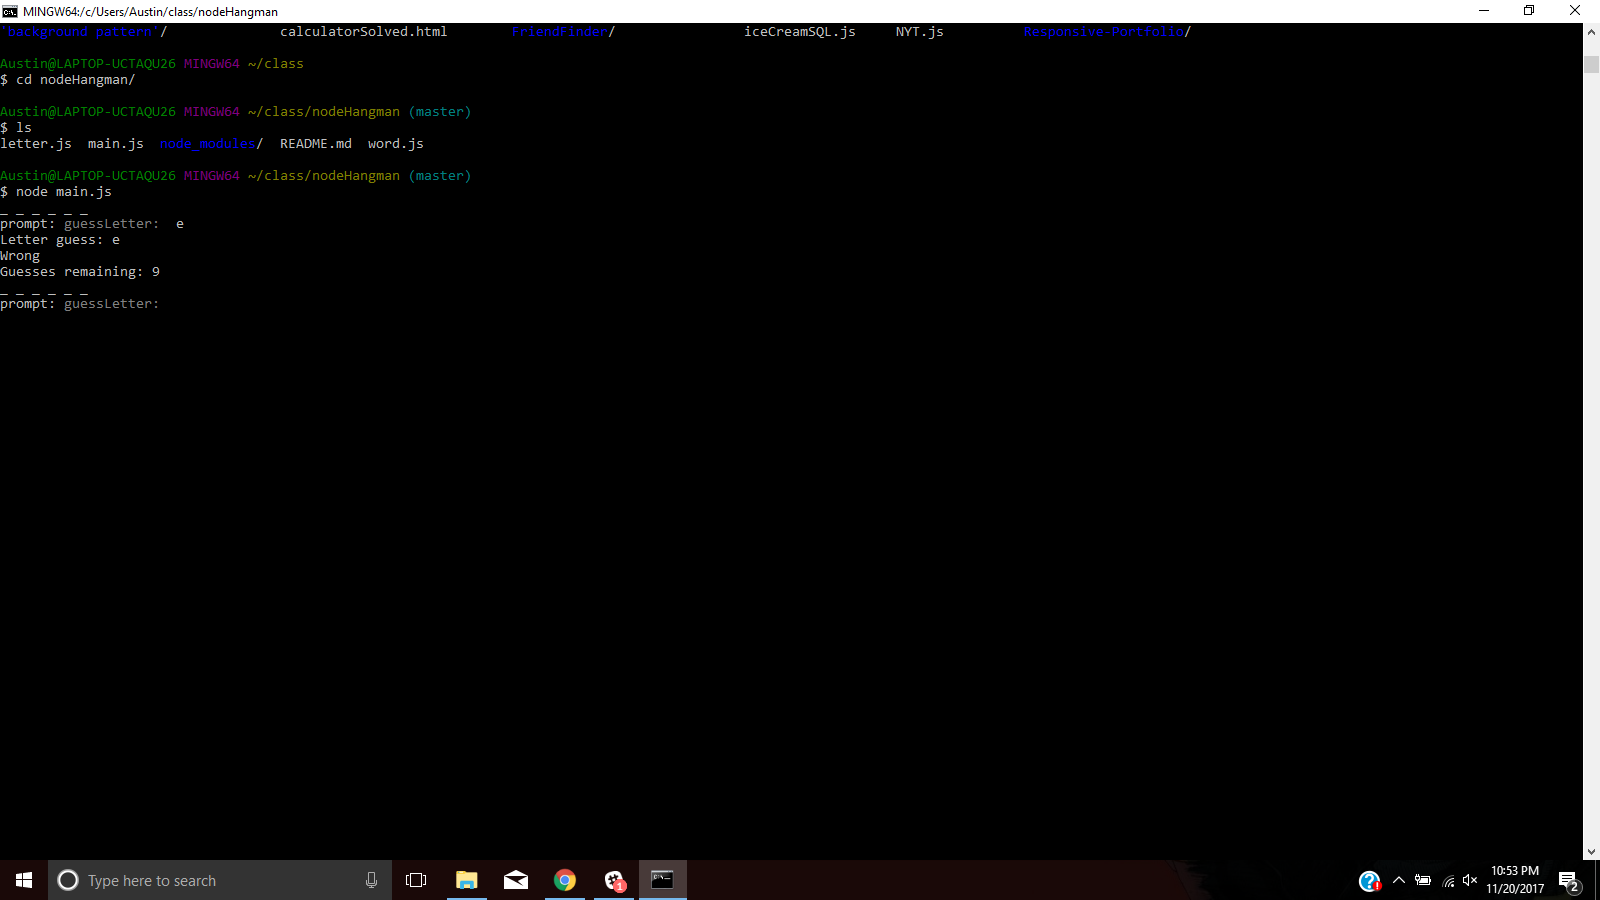 MINGW64:/c/Users/Austin/class/nodeHangman
'background pattern'/ calculatorSolved.html FriendFinder/ iceCreamSQL.js NYT.js Responsive-Portfolio/
Austin@LAPTOP-UCTAQU26 MINGW64 ~/class
$ cd nodeHangman/
Austin@LAPTOP-UCTAQU26 MINGW64 ~/class/nodeHangman (master)
$ ls
letter.js main.js node_modules/ README.md word.js
Austin@LAPTOP-UCTAQU26 MINGW64 ~/class/nodeHangman (master)
$ node main.js
_ _ _ _ _ _
prompt: guessLetter: e
Letter guess: e
Wrong
Guesses remaining: 9
_ _ _ _ _ _
prompt: guessLetter:
Type here to search
1
10:53 PM
11/20/2017
2